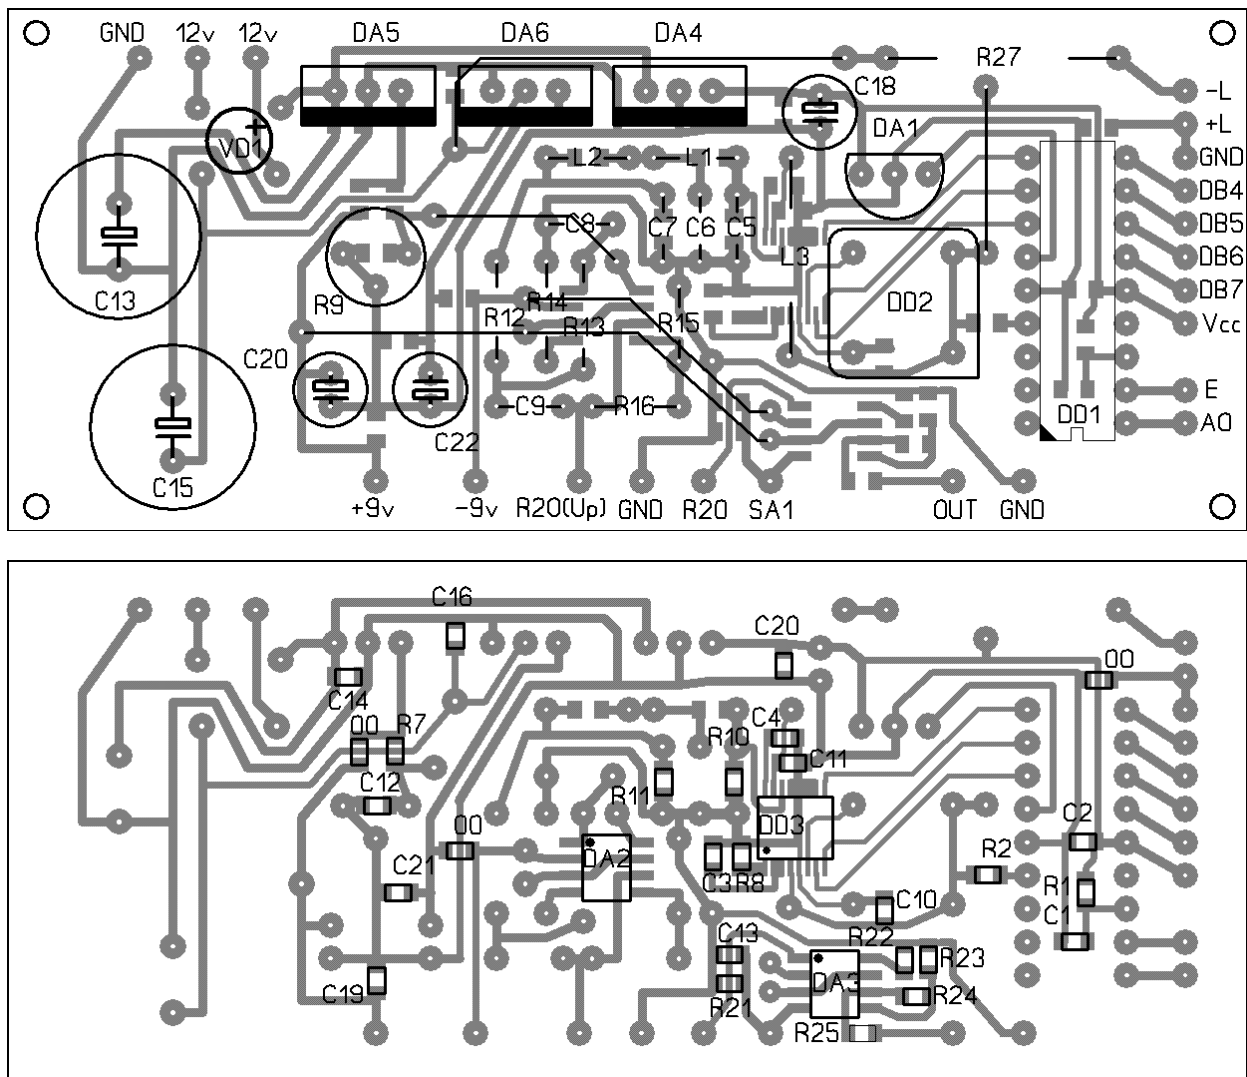 GND 12v 12v DA5 DA6 DA4 R27
C18
-L
DA1
+L
VD1
L2 L1
GND
DB4
C8 C7 C6 C5
DB5
L3
DB6
C13
DB7
R9
R14
DD2
R12 R13 R15
Vcc
C20
E
C9 R16
DD1
A0
C22
C15
+9v -9v R20(Up) GND R20 SA1 OUT GND
C16
C20
00
C14
00 R7
C4
R10
C11
C12
R11
DD3
C2
00
DA2
C21
C3 R8
R2
R1
C10
C1
C13
R22
R23
DA3
C19
R21
R24
R25